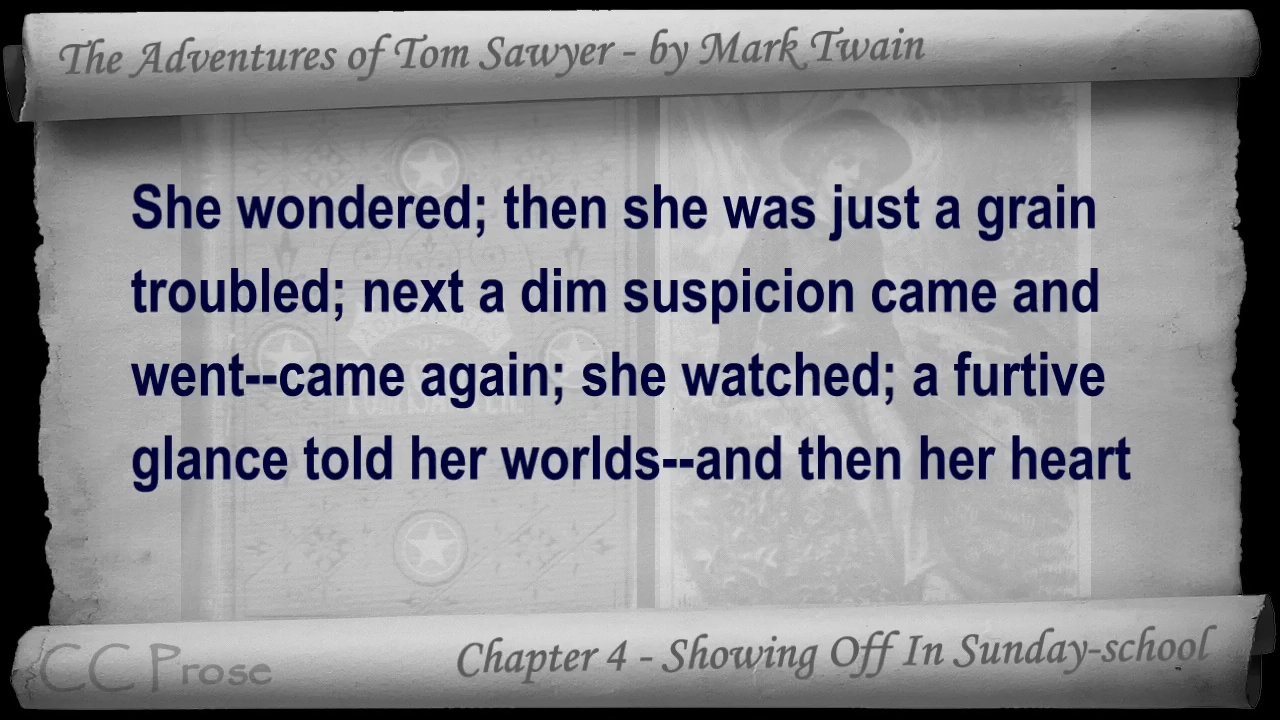 The Adventures of Tom Sawyer - by Mark Twain
She wondered; then she was just a grain
troubled; next a dim suspicion came and
went--came again; she watched; a furtive
glance told her worlds--and then her heart
CC Prose
Chapter 4 - Showing Off In Sunday-school